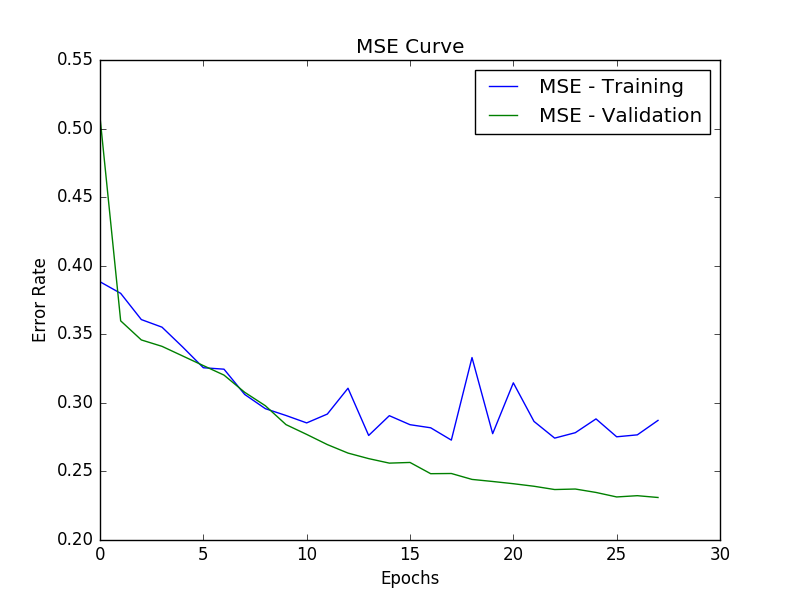 MSE Curve
0.55
0.50
0.45
0.40
0.35
0.30
0.25
0.20
Error Rate
MSE - Training
MSE - Validation
0 5 10 15 20 25 30
Epochs